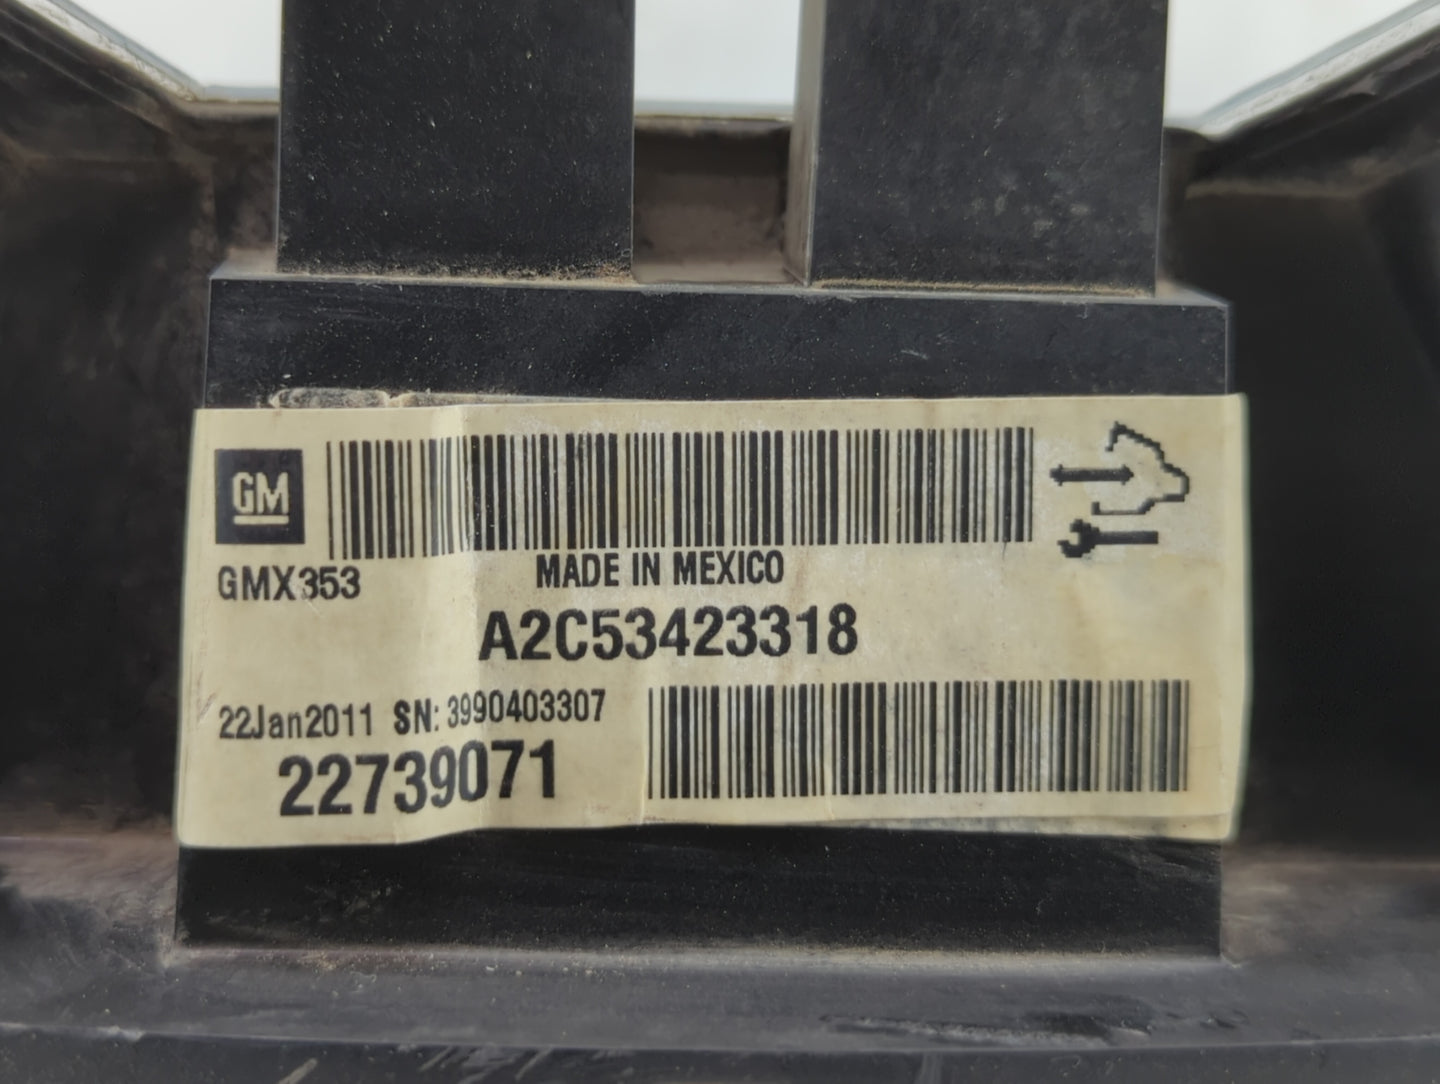 GM
GMX353
MADE IN MEXICO
A2C53423318
22Jan2011 SN: 3990403307
22739071